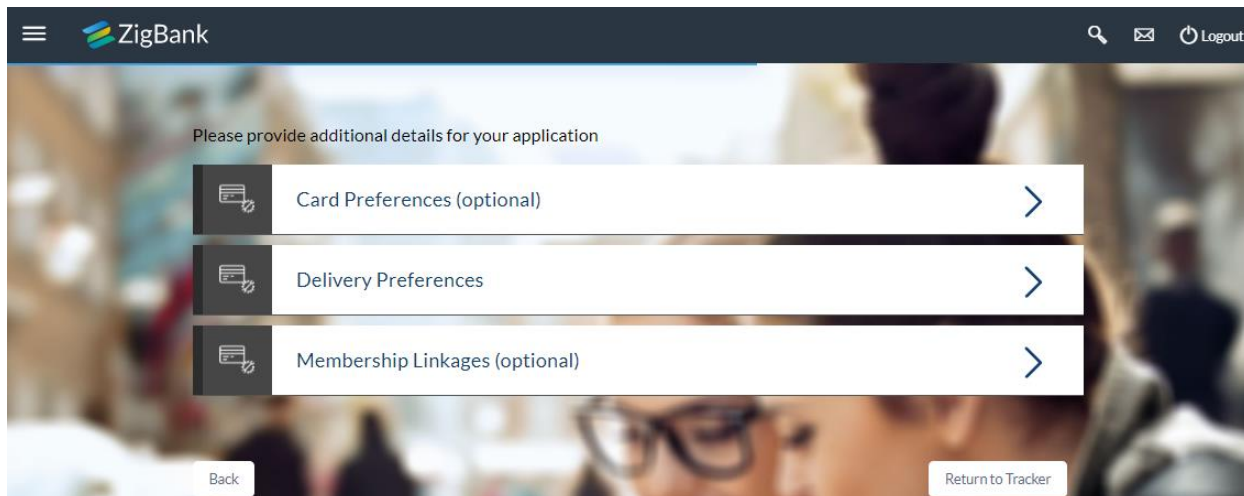 ZigBank
Logout
Please provide additional details for your application
Card Preferences (optional)
Delivery Preferences
Membership Linkages (optional)
Back
Return to Tracker